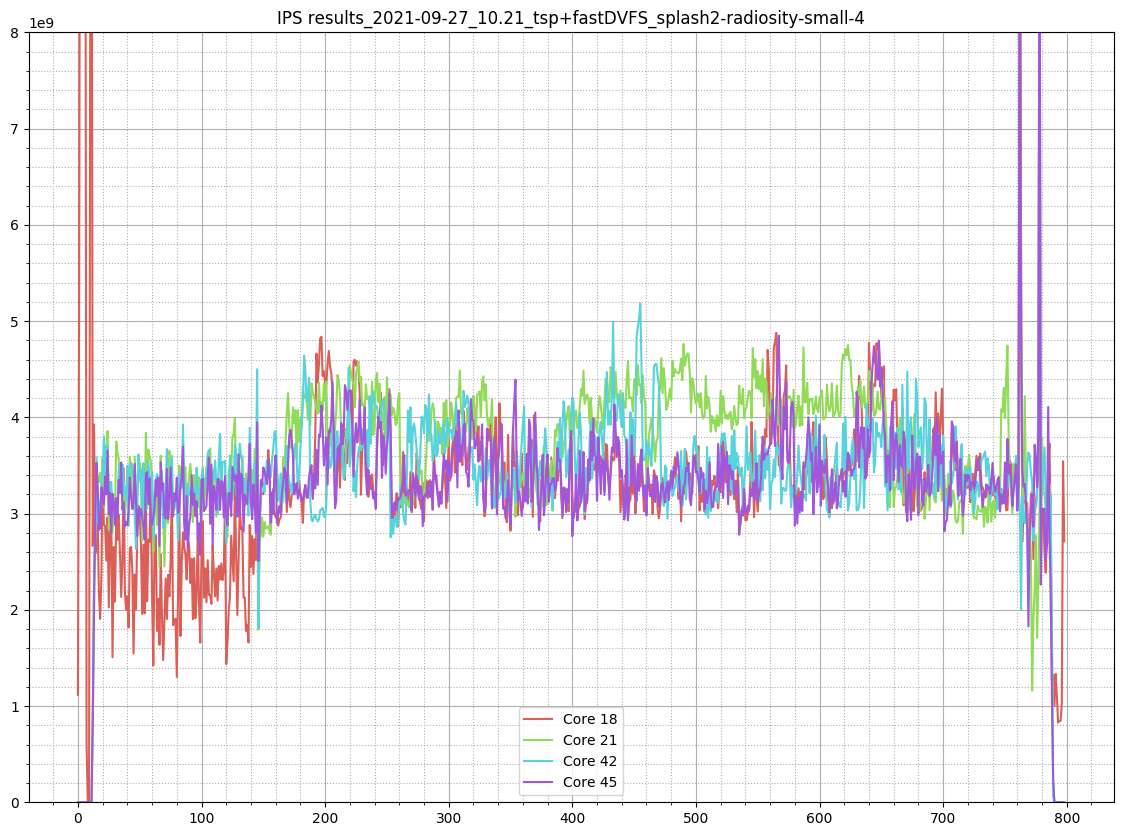 IPS results_2021-09-27_10.21_tsp+fastDVFS_splash2-radiosity-small-4
1e9
8
7
6
5
4
3
2
1
0
Core 18
Core 21
Core 42
Core 45
0 100 200 300 400 500 600 700 800